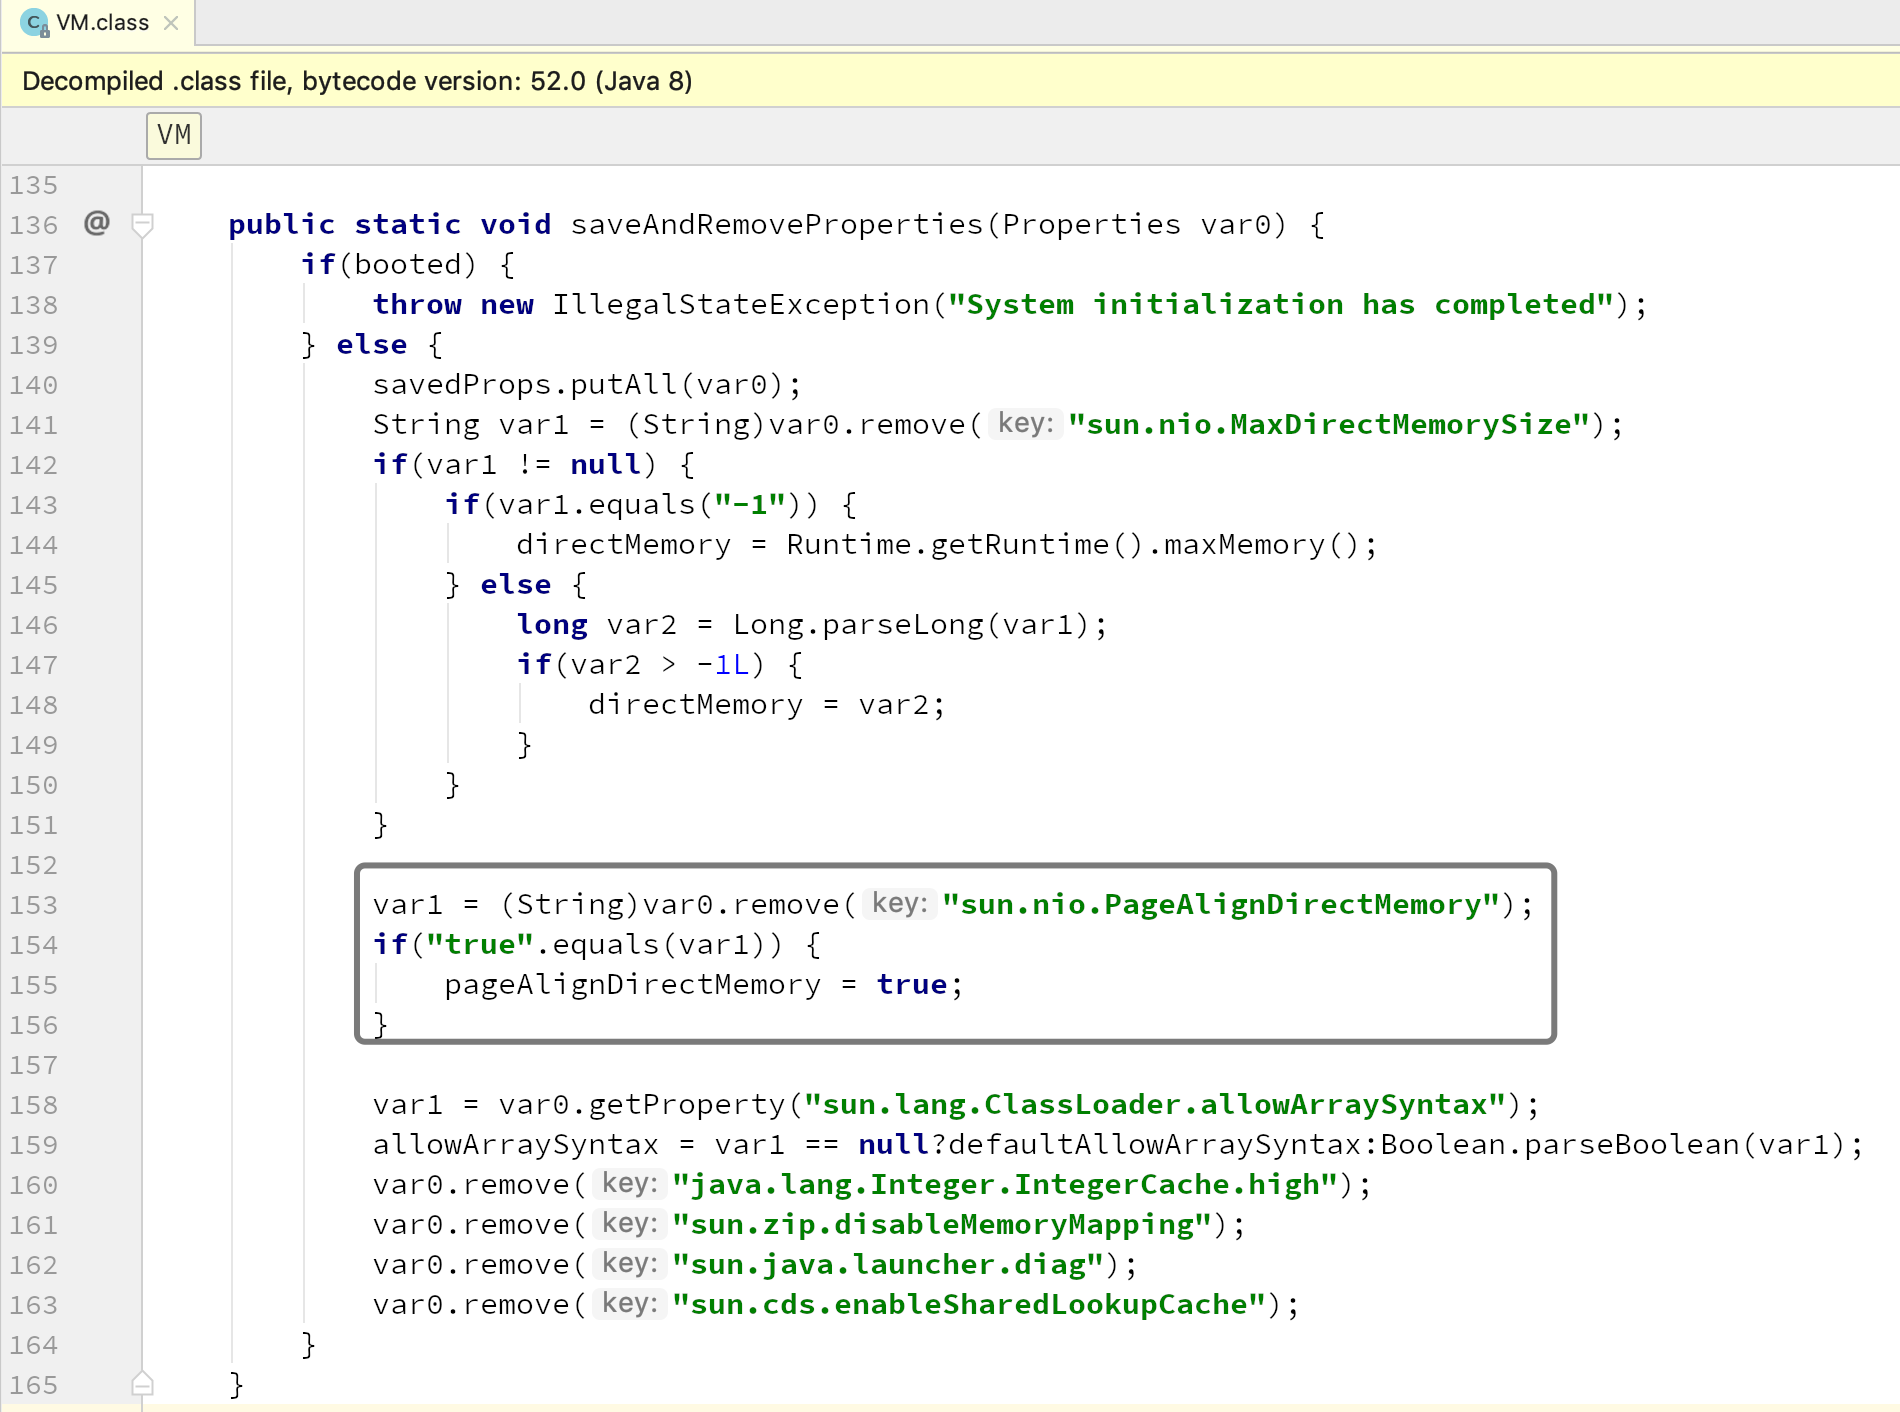 VM.class
Decompiled .class file, bytecode version: 52.0 (Java 8)
VM
135
136 @ public static void saveAndRemoveProperties(Properties var0) {
137 if(booted) {
138 throw new IllegalStateException("System initialization has completed");
139 } else {
140 savedProps.putAll(var0);
141 String var1 = (String)var0.remove( key: "sun.nio.MaxDirectMemorySize");
142 if(var1 != null) {
143 if(var1.equals("-1")) {
144 directMemory = Runtime.getRuntime().maxMemory();
145 } else {
146 long var2 = Long.parseLong(var1);
147 if(var2 > -1L) {
148 directMemory = var2;
149 }
150 }
151 }
152
153 var1 = (String)var0.remove( key: "sun.nio.PageAlignDirectMemory");
154 if("true".equals(var1)) {
155 pageAlignDirectMemory = true;
156 }
157
158 var1 = var0.getProperty("sun.lang.ClassLoader.allowArraySyntax");
159 allowArraySyntax = var1 == null?defaultAllowArraySyntax:Boolean.parseBoolean(var1);
160 var0.remove( key: "java.lang.Integer.IntegerCache.high");
161 var0.remove( key: "sun.zip.disableMemoryMapping");
162 var0.remove( key: "sun.java.launcher.diag");
163 var0.remove( key: "sun.cds.enableSharedLookupCache");
164 }
165 }